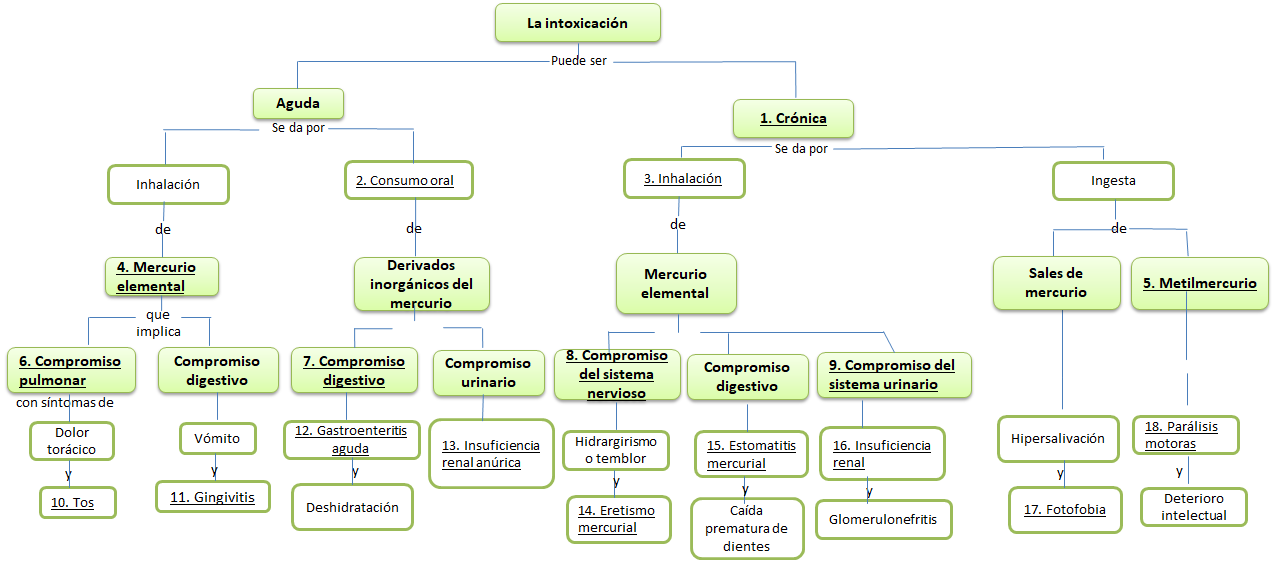 La intoxicación
Puede ser
Aguda
1. Crónica
Se da por
Se da por
Inhalación
2. Consumo oral
3. Inhalación
Ingesta
de
de
de
de
4. Mercurio
elemental
Derivados
inorgánicos del
mercurio
Mercurio
elemental
Sales de
mercurio
5. Metilmercurio
que
implica
6. Compromiso
pulmonar
Compromiso
digestivo
7. Compromiso
digestivo
Compromiso
urinario
8. Compromiso
del sistema
nervioso
Compromiso
digestivo
9. Compromiso del
sistema urinario
con síntomas de
Dolor
torácico
Vómito
12. Gastroenteritis
aguda
13. Insuficiencia
renal anúrica
Hidrargirismo
o temblor
15. Estomatitis
mercurial
16. Insuficiencia
renal
Hipersalivación
18. Parálisis
motoras
y
y
y
y
y
y
y
y
10. Tos
11. Gingivitis
Deshidratación
14. Eretismo
mercurial
Caída
prematura de
dientes
Glomerulonefritis
17. Fotofobia
Deterioro
intelectual